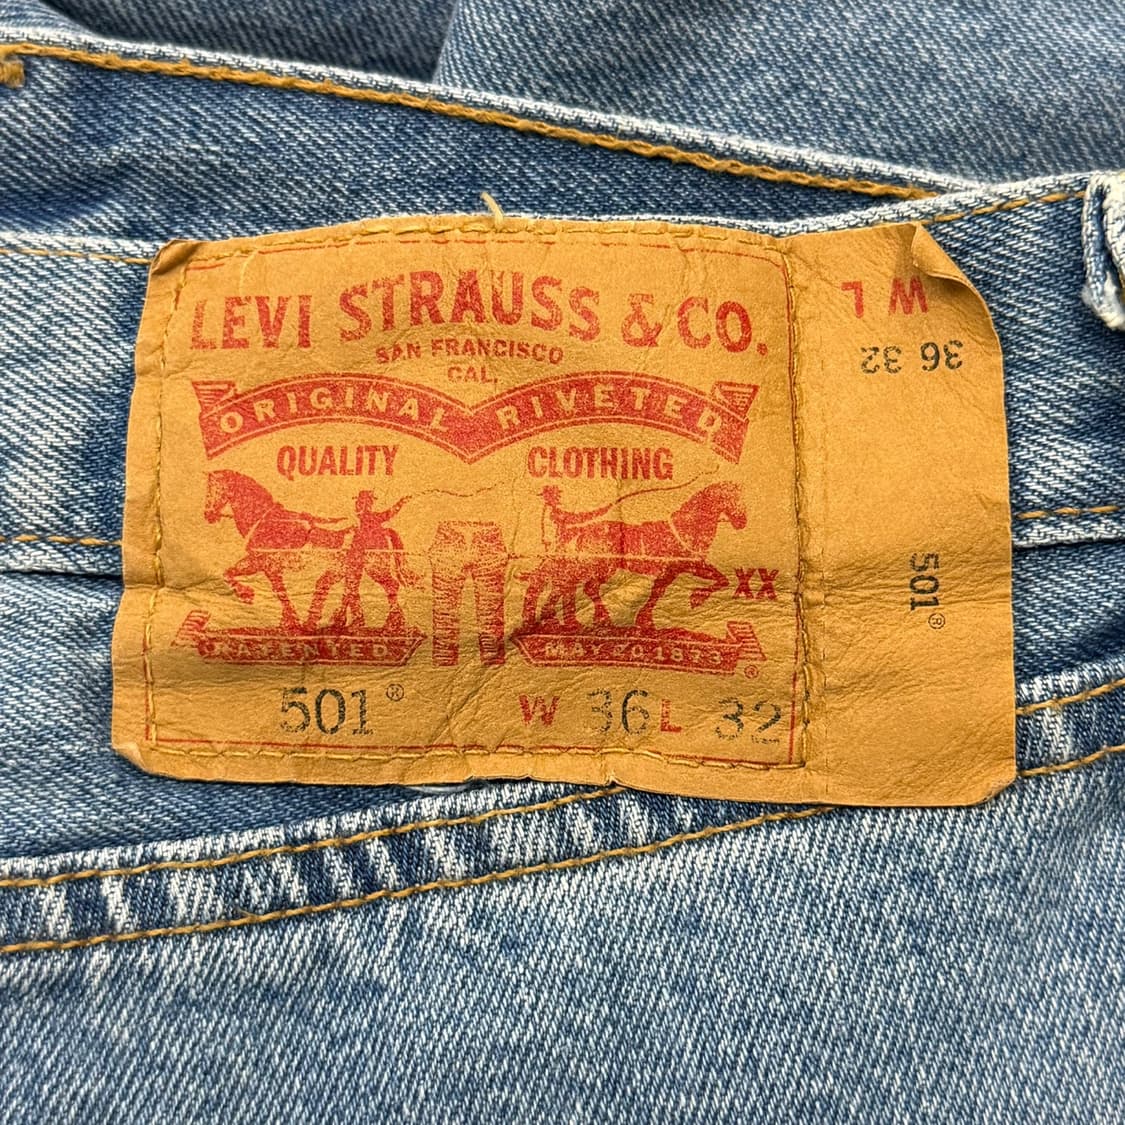 LEVI STRAUSS & CO.
SAN FRANCISCO
CAL.
ORIGINAL RIVETED
QUALITY CLOTHING
XX
PATENTED MAY 20 1873 ®
501® W 36 L 32
W L
36 32
501®